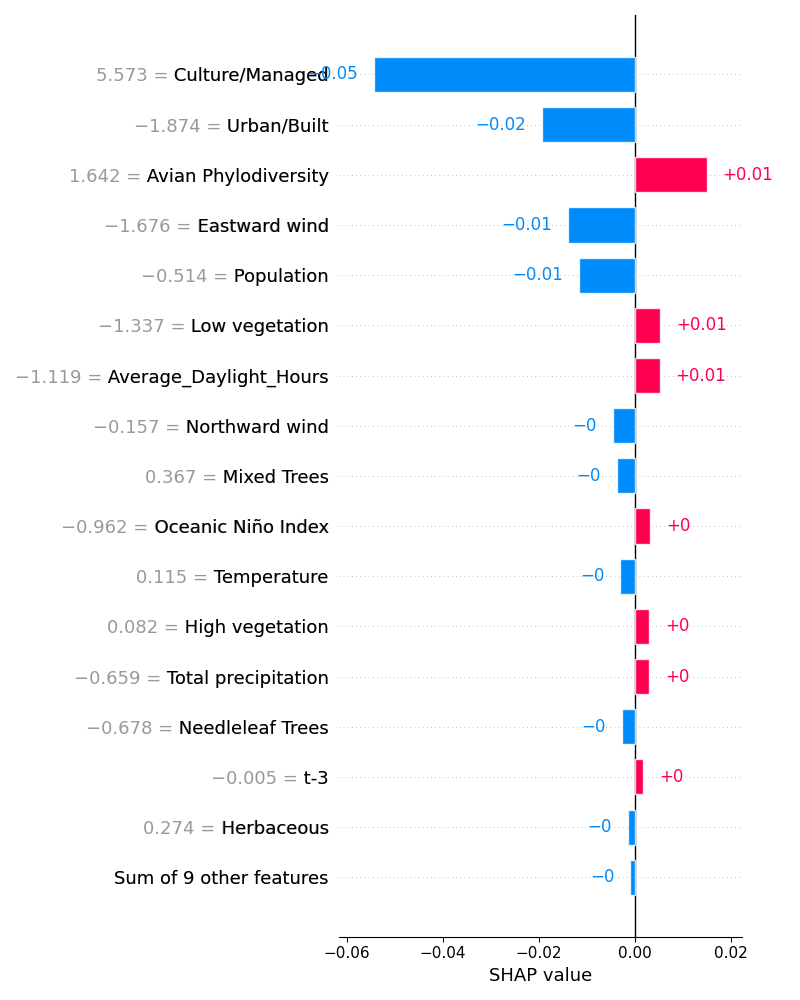 5.573 = Culture/Managed −0.05
−1.874 = Urban/Built −0.02
1.642 = Avian Phylodiversity +0.01
−1.676 = Eastward wind −0.01
−0.514 = Population −0.01
−1.337 = Low vegetation +0.01
−1.119 = Average_Daylight_Hours +0.01
−0.157 = Northward wind −0
0.367 = Mixed Trees −0
−0.962 = Oceanic Niño Index +0
0.115 = Temperature −0
0.082 = High vegetation +0
−0.659 = Total precipitation +0
−0.678 = Needleleaf Trees −0
−0.005 = t-3 +0
0.274 = Herbaceous −0
Sum of 9 other features −0
−0.06 −0.04 −0.02 0.00 0.02
SHAP value